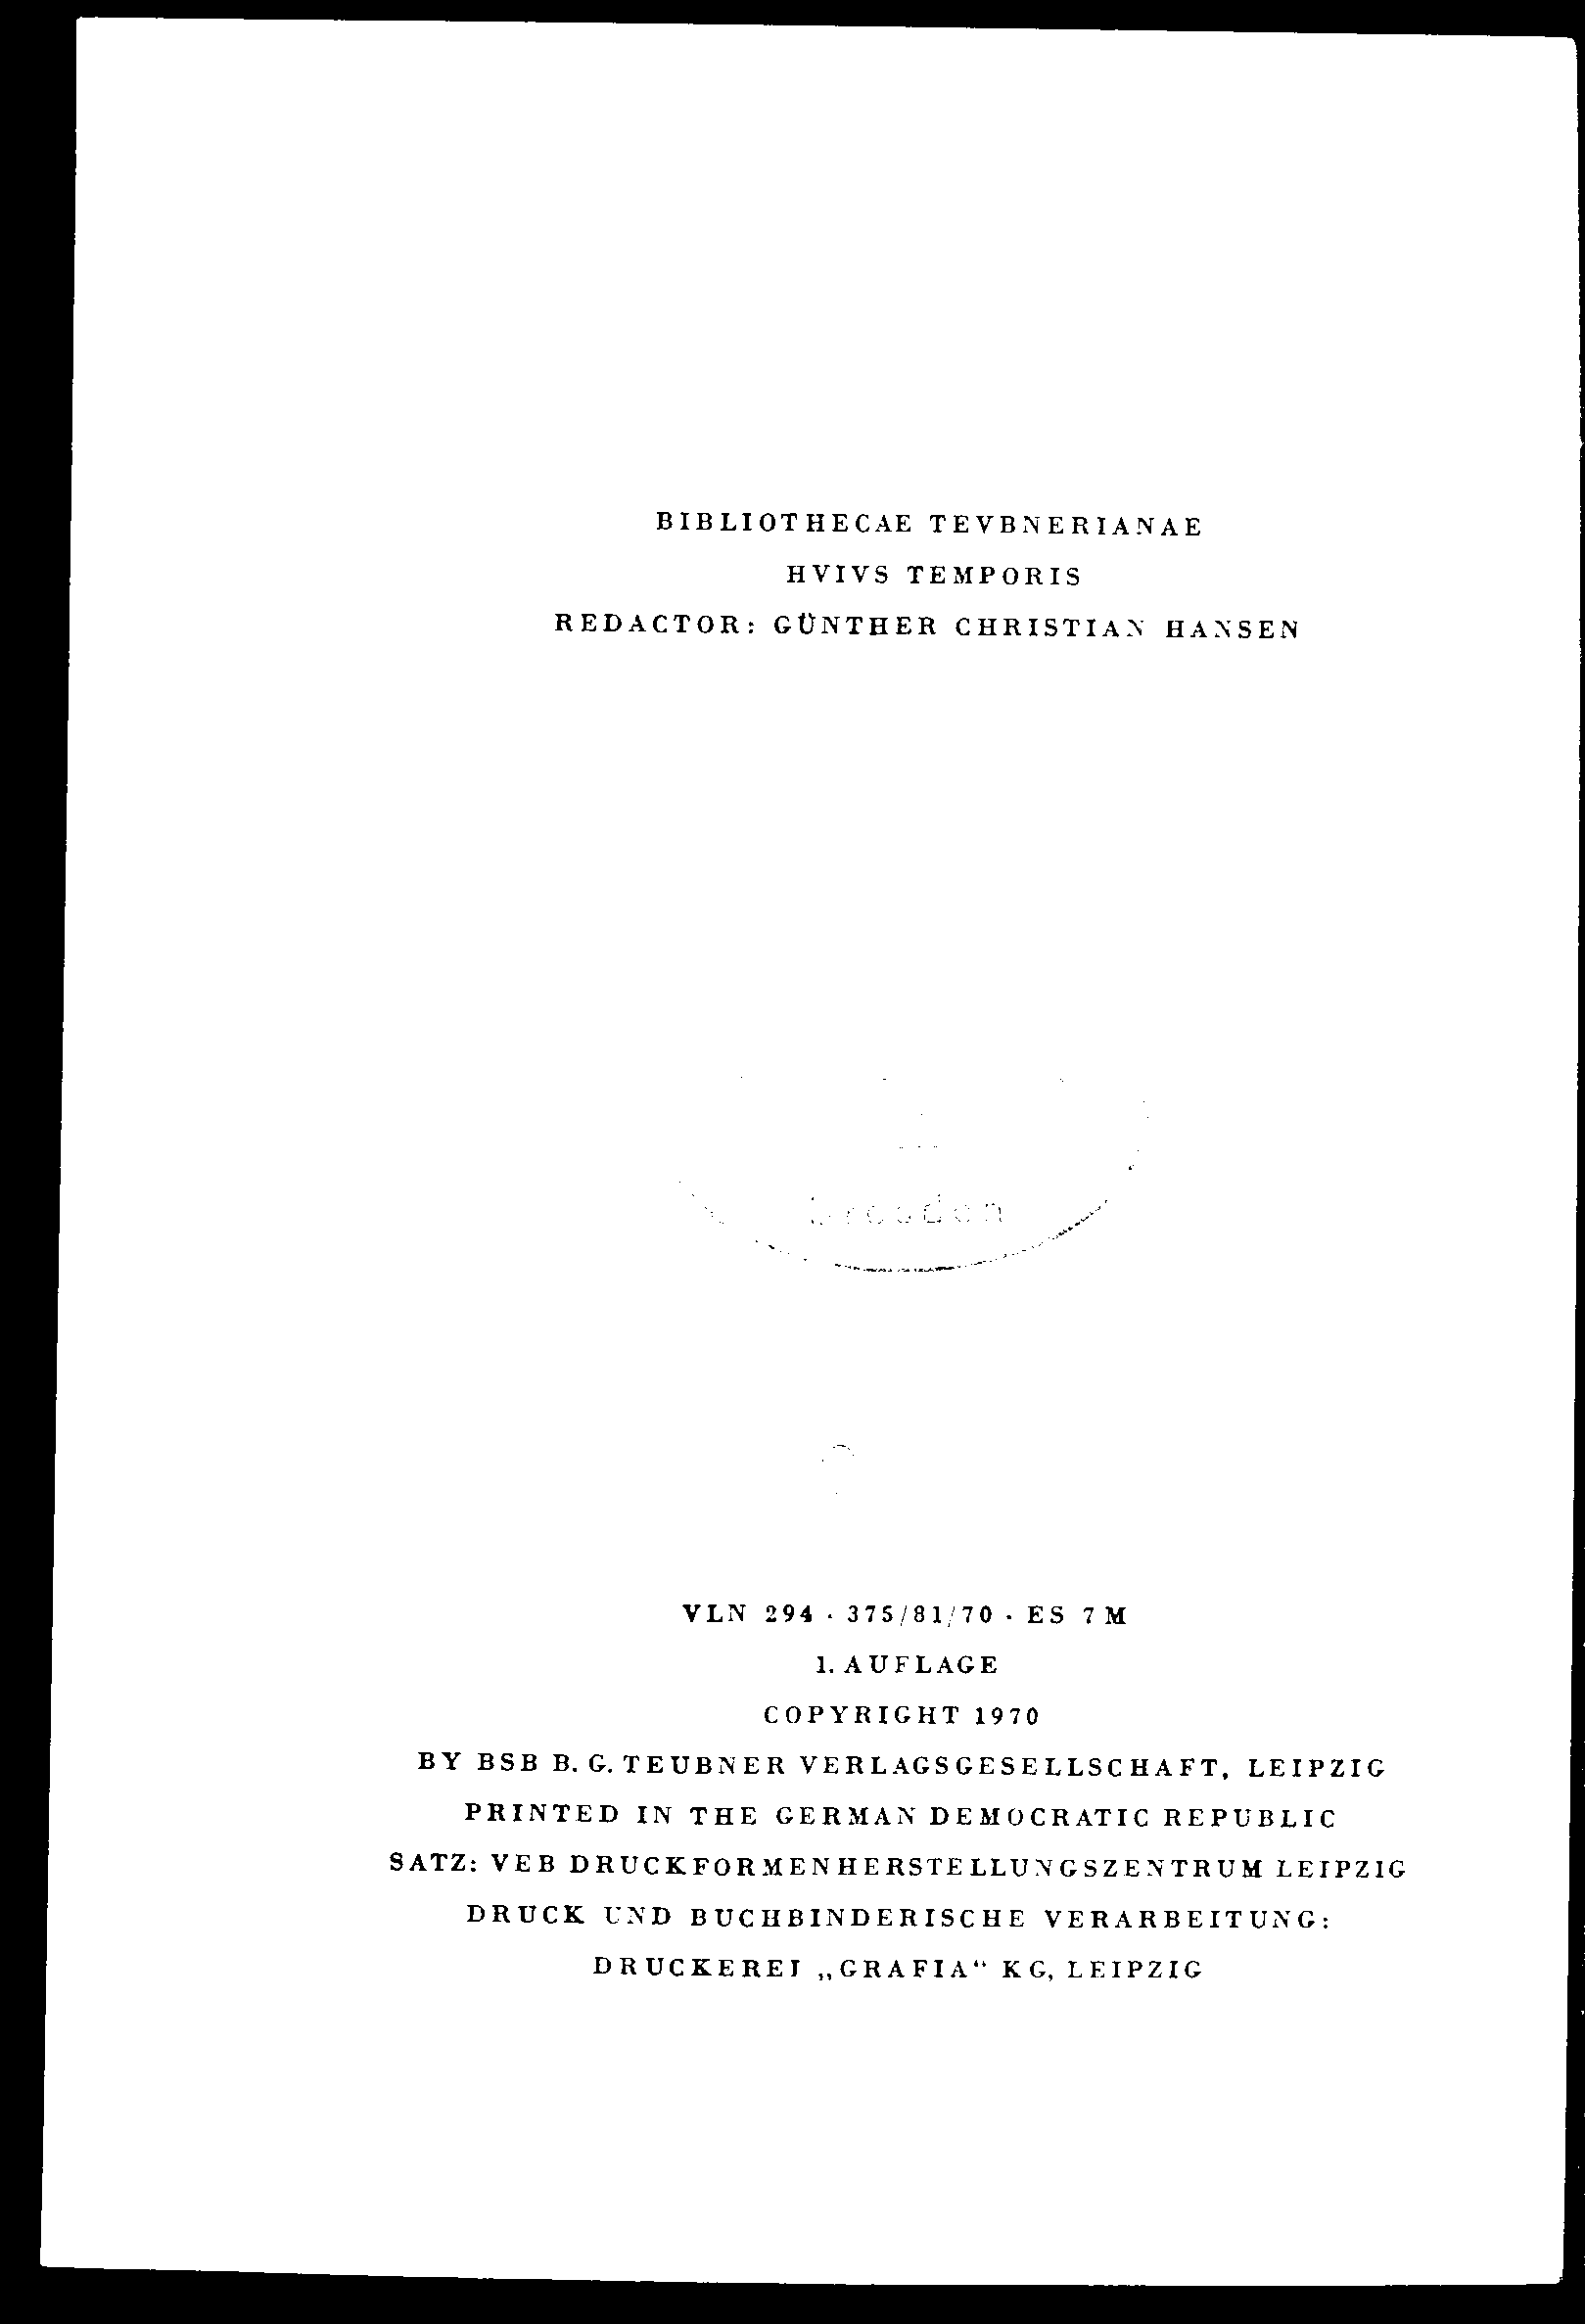 BIBLIOTHECAE TEVBNERIANAE
HVIVS TEMPORIS
REDACTOR: GÜNTHER CHRISTIAN HANSEN
Dresden
VLN 294 · 375/81/70 · ES 7 M
1. AUFLAGE
COPYRIGHT 1970
BY BSB B. G. TEUBNER VERLAGSGESELLSCHAFT, LEIPZIG
PRINTED IN THE GERMAN DEMOCRATIC REPUBLIC
SATZ: VEB DRUCKFORMENHERSTELLUNGSZENTRUM LEIPZIG
DRUCK UND BUCHBINDERISCHE VERARBEITUNG:
DRUCKEREI „GRAFIA“ KG, LEIPZIG